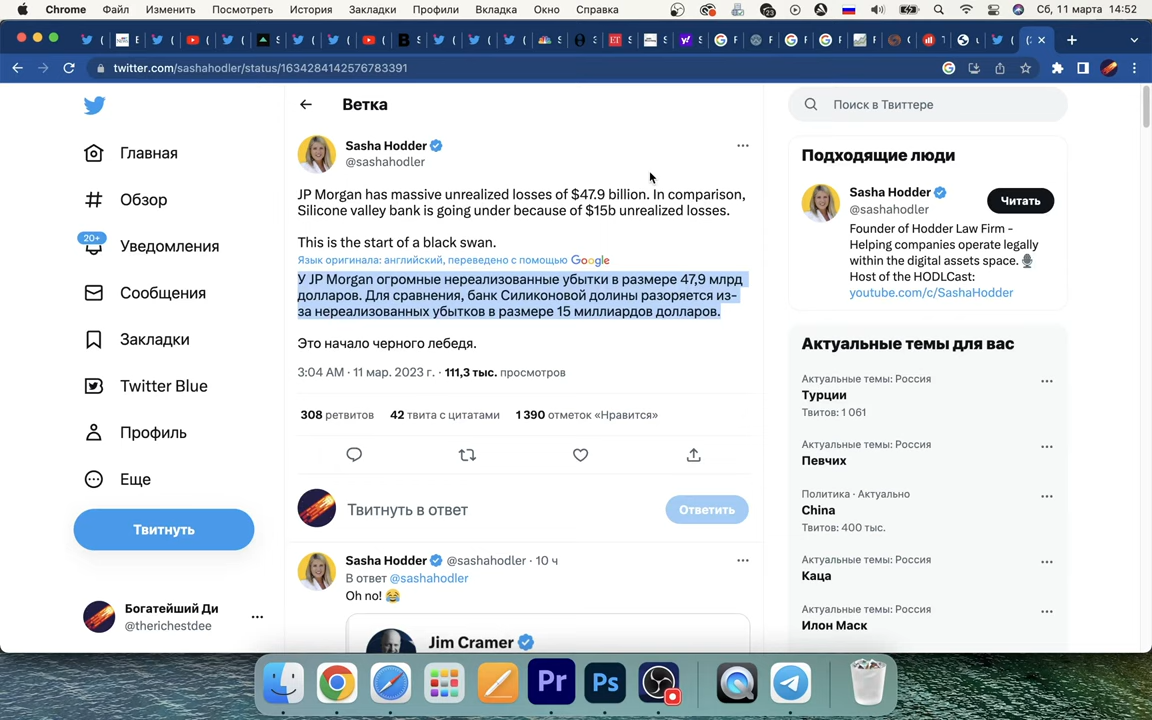 Chrome Файл Изменить Посмотреть История Закладки Профили Вкладка Окно Справка
23
Сб, 11 марта 14:52
twitter.com/sashahodler/status/1634284142576783391
Главная
Обзор
20+
Уведомления
Сообщения
Закладки
Twitter Blue
Профиль
Еще
Твитнуть
Богатейший Ди
@therichestdee
Ветка
Sasha Hodder
@sashahodler
JP Morgan has massive unrealized losses of $47.9 billion. In comparison,
Silicone valley bank is going under because of $15b unrealized losses.
This is the start of a black swan.
Язык оригинала: английский, переведено с помощью Google
У JP Morgan огромные нереализованные убытки в размере 47,9 млрд
долларов. Для сравнения, банк Силиконовой долины разоряется из-
за нереализованных убытков в размере 15 миллиардов долларов.
Это начало черного лебедя.
3:04 AM · 11 мар. 2023 г. · 111,3 тыс. просмотров
308 ретвитов 42 твита с цитатами 1 390 отметок «Нравится»
Твитнуть в ответ
Ответить
Sasha Hodder @sashahodler · 10 ч
В ответ @sashahodler
Oh no! 😂
Jim Cramer
Поиск в Твиттере
Подходящие люди
Sasha Hodder
@sashahodler
Читать
Founder of Hodder Law Firm -
Helping companies operate legally
within the digital assets space. 🎙️
Host of the HODLCast:
youtube.com/c/SashaHodder
Актуальные темы для вас
Актуальные темы: Россия
Турции
Твитов: 1 061
Актуальные темы: Россия
Певчих
Политика · Актуально
China
Твитов: 400 тыс.
Актуальные темы: Россия
Каца
Актуальные темы: Россия
Илон Маск
Pr
Ps